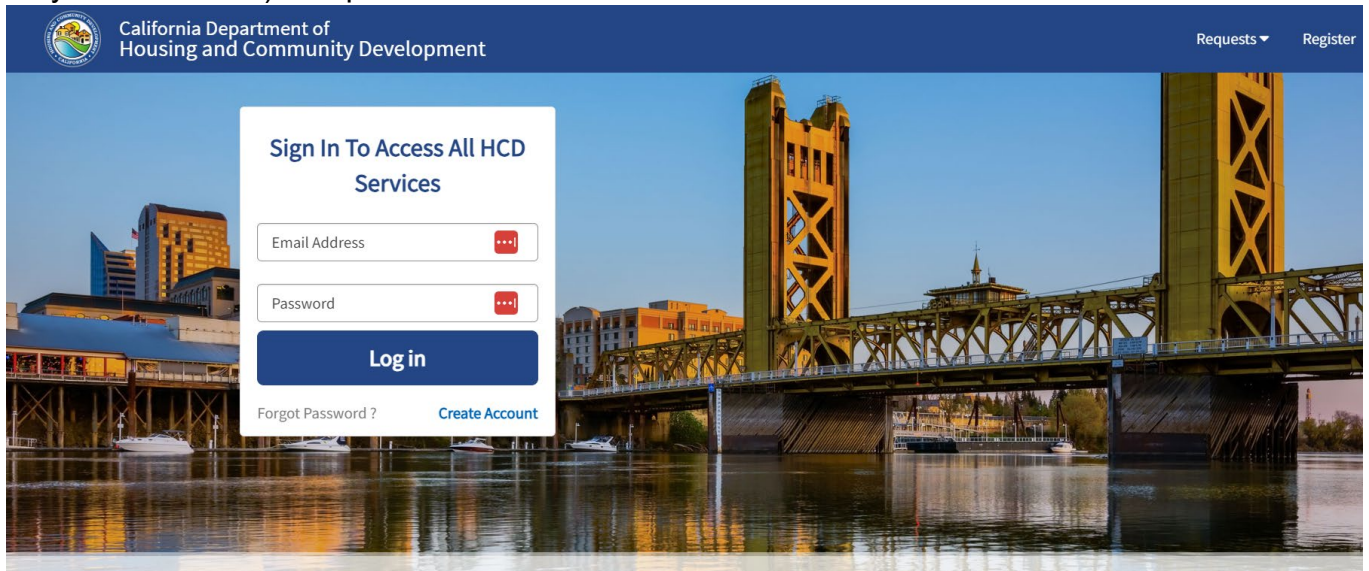 California Department of
Housing and Community Development
Requests
Register
Sign In To Access All HCD
Services
Email Address
Password
Log in
Forgot Password ?
Create Account